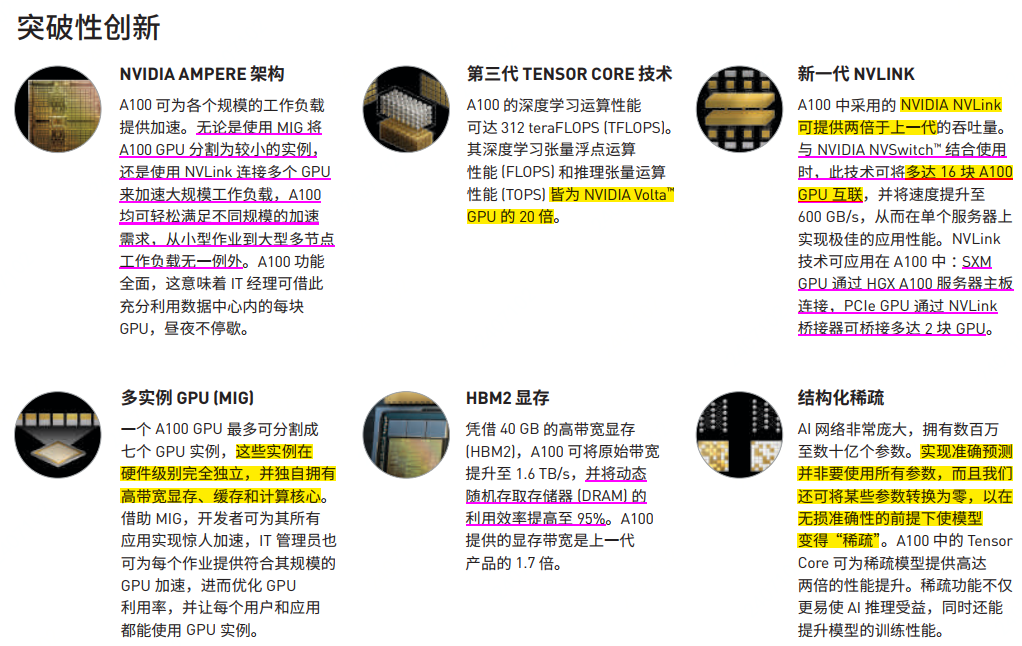 突破性创新
NVIDIA AMPERE 架构
A100 可为各个规模的工作负载
提供加速。无论是使用 MIG 将
A100 GPU 分割为较小的实例，
还是使用 NVLink 连接多个 GPU
来加速大规模工作负载，A100
均可轻松满足不同规模的加速
需求，从小型作业到大型多节点
工作负载无一例外。A100 功能
全面，这意味着 IT 经理可借此
充分利用数据中心内的每块
GPU，昼夜不停歇。
第三代 TENSOR CORE 技术
A100 的深度学习运算性能
可达 312 teraFLOPS (TFLOPS)。
其深度学习张量浮点运算
性能 (FLOPS) 和推理张量运算
性能 (TOPS) 皆为 NVIDIA Volta™
GPU 的 20 倍。
新一代 NVLINK
A100 中采用的 NVIDIA NVLink
可提供两倍于上一代的吞吐量。
与 NVIDIA NVSwitch™ 结合使用
时，此技术可将多达 16 块 A100
GPU 互联，并将速度提升至
600 GB/s，从而在单个服务器上
实现极佳的应用性能。NVLink
技术可应用在 A100 中：SXM
GPU 通过 HGX A100 服务器主板
连接，PCIe GPU 通过 NVLink
桥接器可桥接多达 2 块 GPU。
多实例 GPU (MIG)
一个 A100 GPU 最多可分割成
七个 GPU 实例，这些实例在
硬件级别完全独立，并独自拥有
高带宽显存、缓存和计算核心。
借助 MIG，开发者可为其所有
应用实现惊人加速，IT 管理员也
可为每个作业提供符合其规模的
GPU 加速，进而优化 GPU
利用率，并让每个用户和应用
都能使用 GPU 实例。
HBM2 显存
凭借 40 GB 的高带宽显存
(HBM2)，A100 可将原始带宽
提升至 1.6 TB/s，并将动态
随机存取存储器 (DRAM) 的
利用效率提高至 95%。A100
提供的显存带宽是上一代
产品的 1.7 倍。
结构化稀疏
AI 网络非常庞大，拥有数百万
至数十亿个参数。实现准确预测
并非要使用所有参数，而且我们
还可将某些参数转换为零，以在
无损准确性的前提下使模型
变得“稀疏”。A100 中的 Tensor
Core 可为稀疏模型提供高达
两倍的性能提升。稀疏功能不仅
更易使 AI 推理受益，同时还能
提升模型的训练性能。